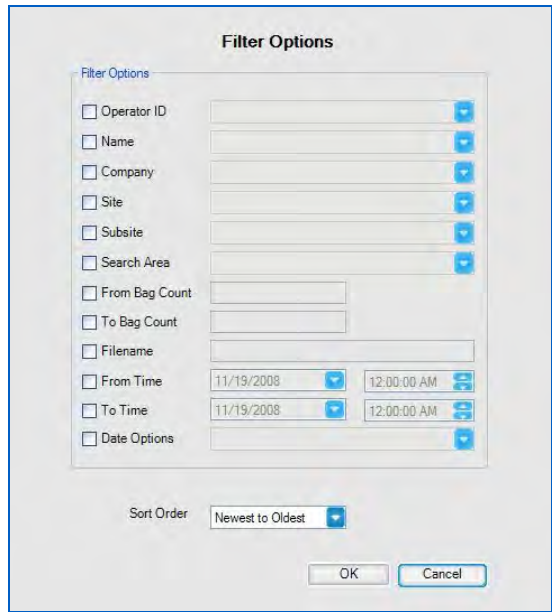 Filter Options
Filter Options
Operator ID
Name
Company
Site
Subsite
Search Area
From Bag Count
To Bag Count
Filename
From Time 11/19/2008 12:00:00 AM
To Time 11/19/2008 12:00:00 AM
Date Options
Sort Order Newest to Oldest
OK Cancel